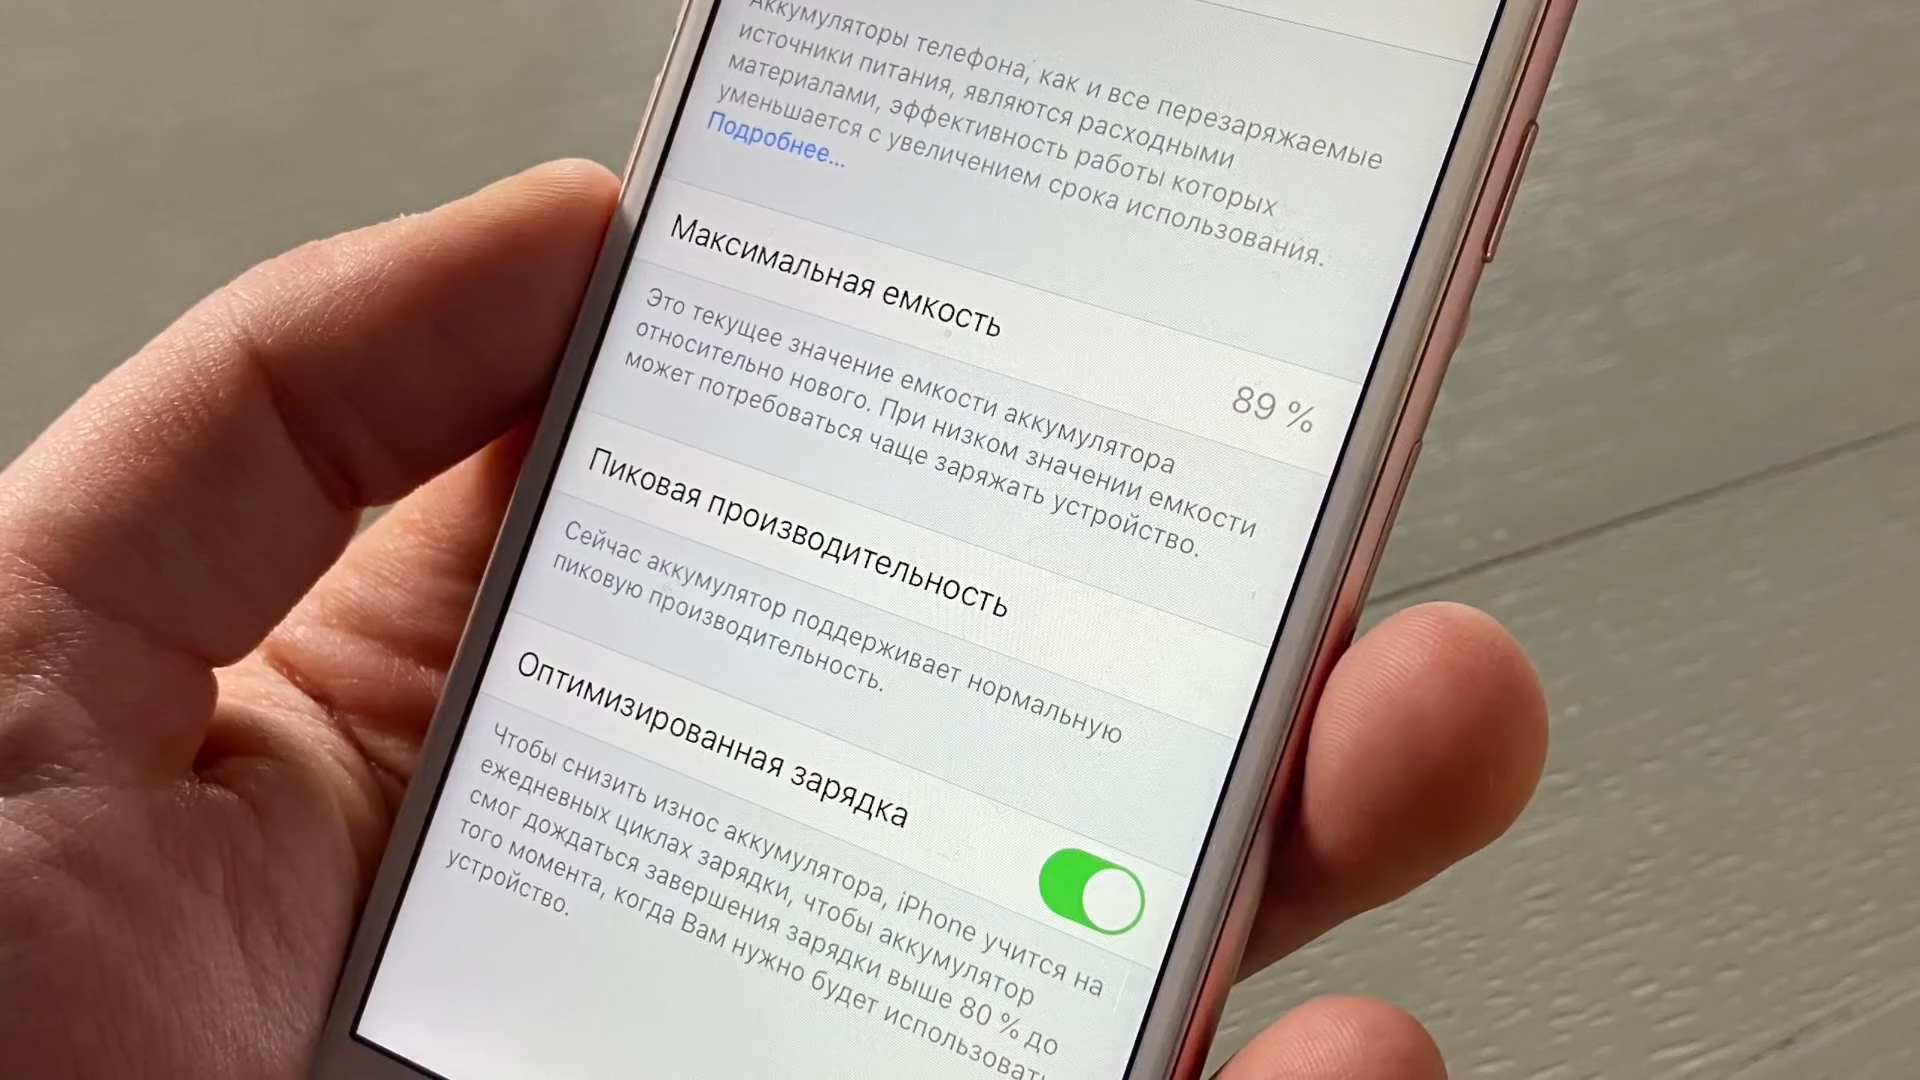 Аккумуляторы телефона, как и все перезаряжаемые
источники питания, являются расходными
материалами, эффективность работы которых
уменьшается с увеличением срока использования.
Подробнее...
Максимальная емкость
89 %
Это текущее значение емкости аккумулятора
относительно нового. При низком значении емкости
может потребоваться чаще заряжать устройство.
Пиковая производительность
Сейчас аккумулятор поддерживает нормальную
пиковую производительность.
Оптимизированная зарядка
Чтобы снизить износ аккумулятора, iPhone учится на
ежедневных циклах зарядки, чтобы аккумулятор
смог дождаться завершения зарядки выше 80 % до
того момента, когда Вам нужно будет использовать
устройство.